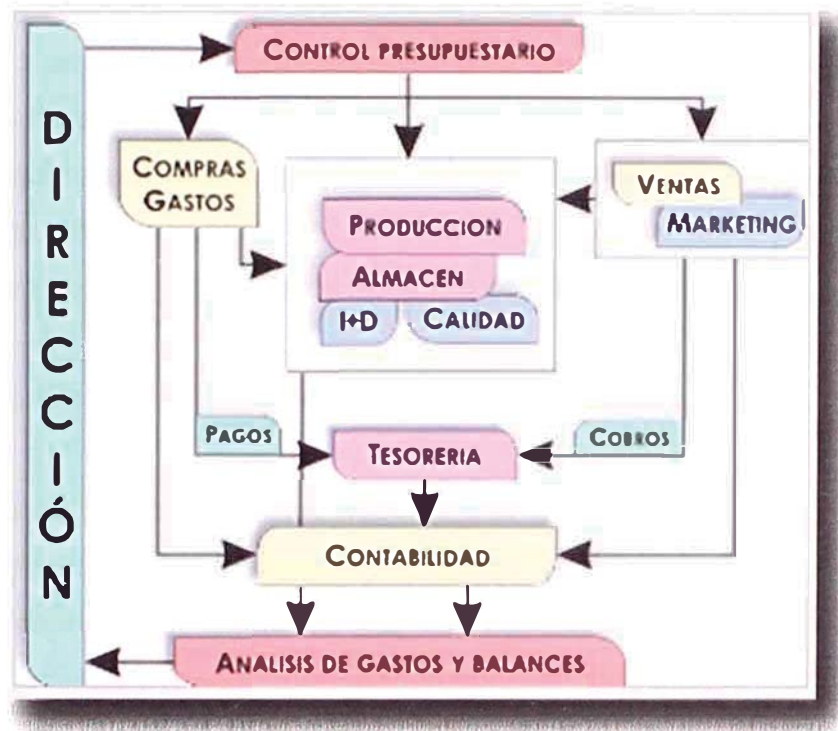 DIRECCIÓN
CONTROL PRESUPUESTARIO
COMPRAS
GASTOS
VENTAS
MARKETING
PRODUCCION
ALMACEN
I+D
CALIDAD
PAGOS
COBROS
TESORERIA
CONTABILIDAD
ANALISIS DE GASTOS Y BALANCES